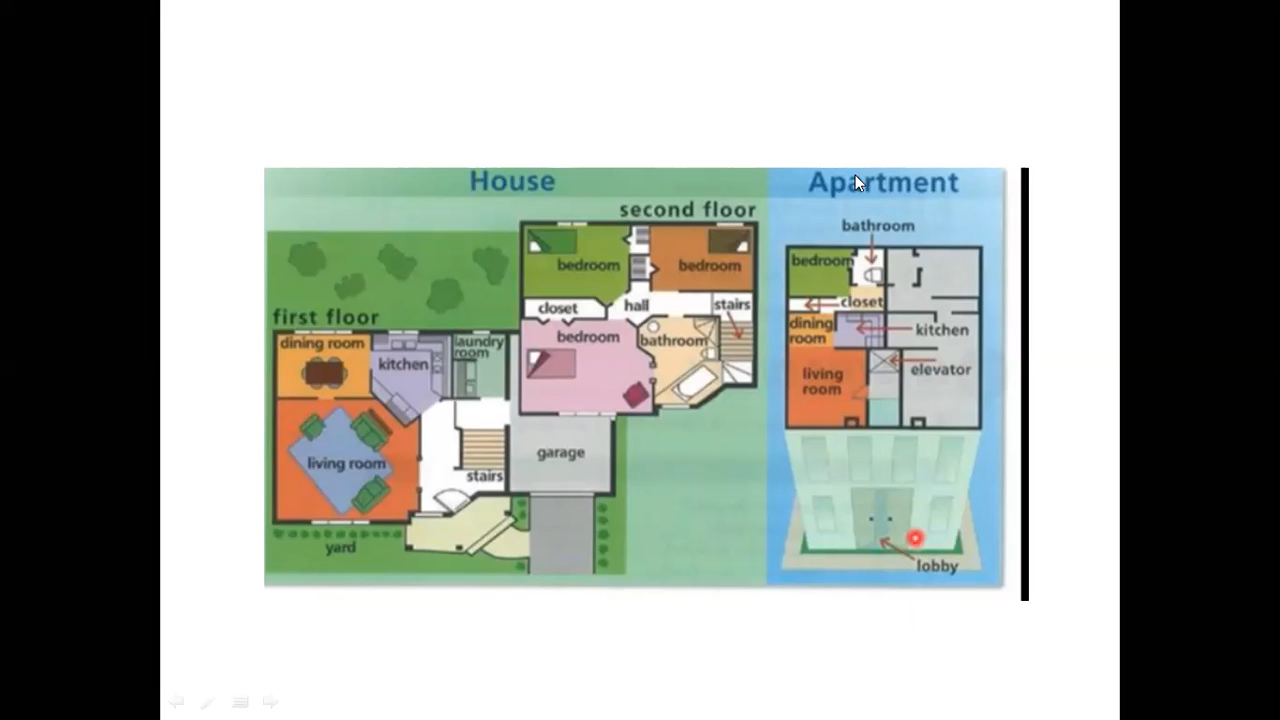 House
Apartment
second floor
bedroom
bedroom
closet
hall
stairs
bedroom
bathroom
first floor
dining room
kitchen
laundry
room
living room
stairs
garage
yard
bathroom
bedroom
closet
dining
room
kitchen
living
room
elevator
lobby